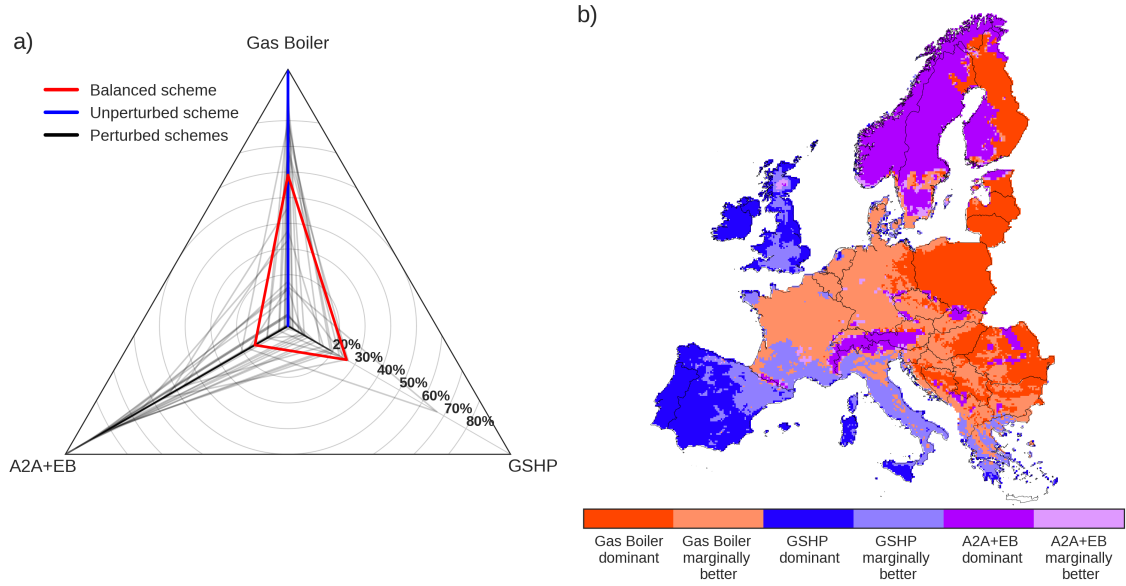 a)
Gas Boiler
Balanced scheme
Unperturbed scheme
Perturbed schemes
20%
30%
40%
50%
60%
70%
80%
A2A+EB
GSHP
b)
Gas Boiler
dominant
Gas Boiler
marginally
better
GSHP
dominant
GSHP
marginally
better
A2A+EB
dominant
A2A+EB
marginally
better